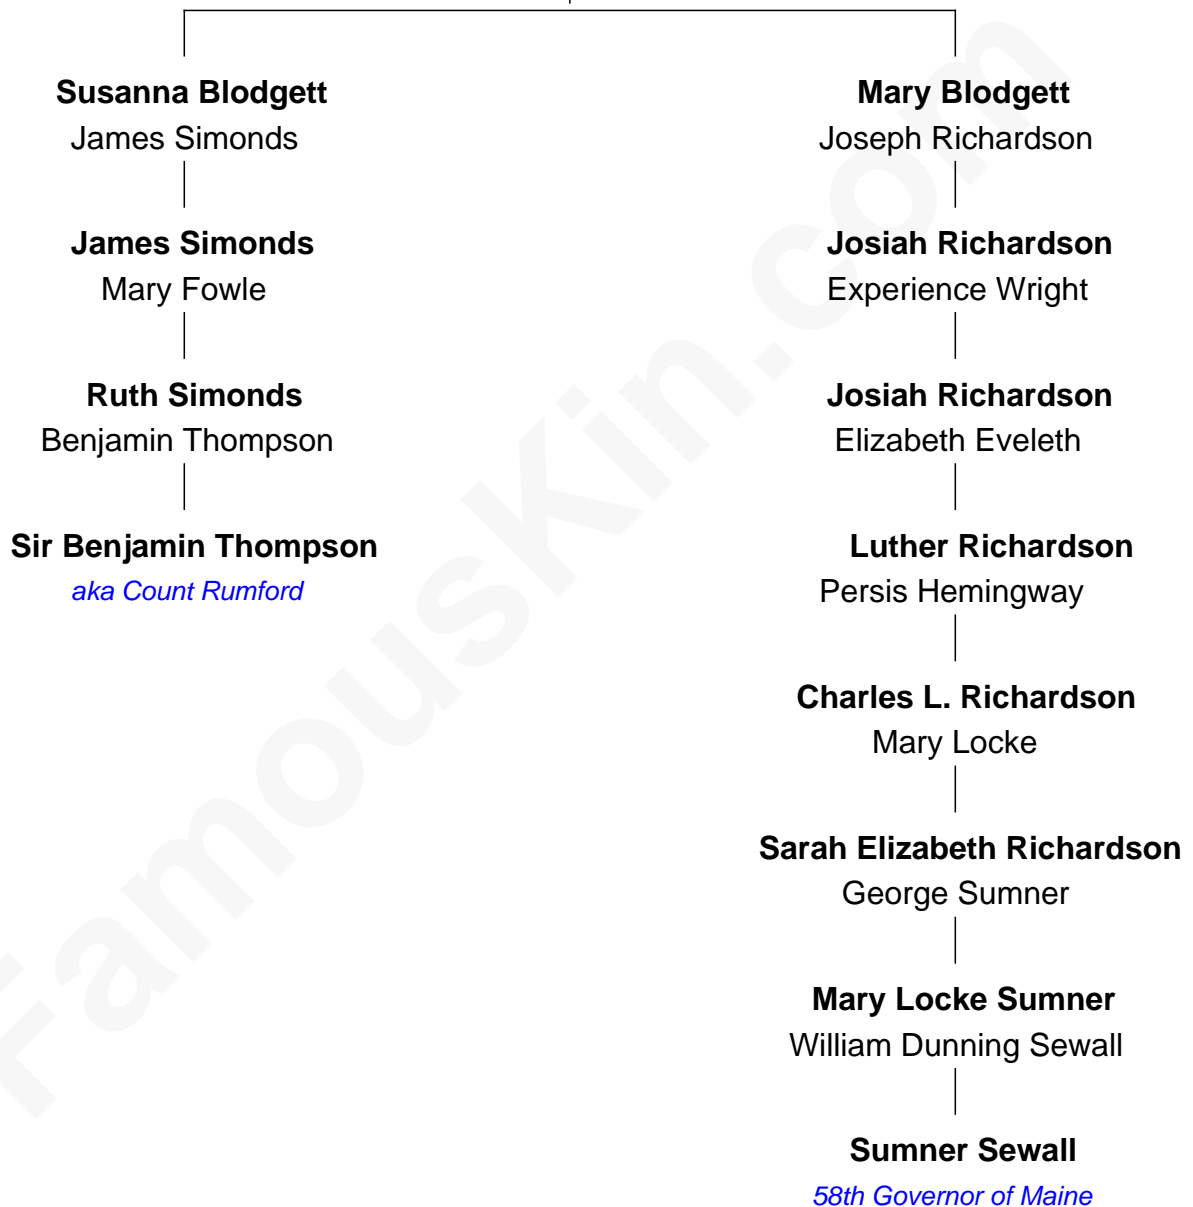 Susanna Blodgett
James Simonds
James Simonds
Mary Fowle
Ruth Simonds
Benjamin Thompson
Sir Benjamin Thompson
aka Count Rumford
Mary Blodgett
Joseph Richardson
Josiah Richardson
Experience Wright
Josiah Richardson
Elizabeth Eveleth
Luther Richardson
Persis Hemingway
Charles L. Richardson
Mary Locke
Sarah Elizabeth Richardson
George Sumner
Mary Locke Sumner
William Dunning Sewall
Sumner Sewall
58th Governor of Maine
FamousKin.com